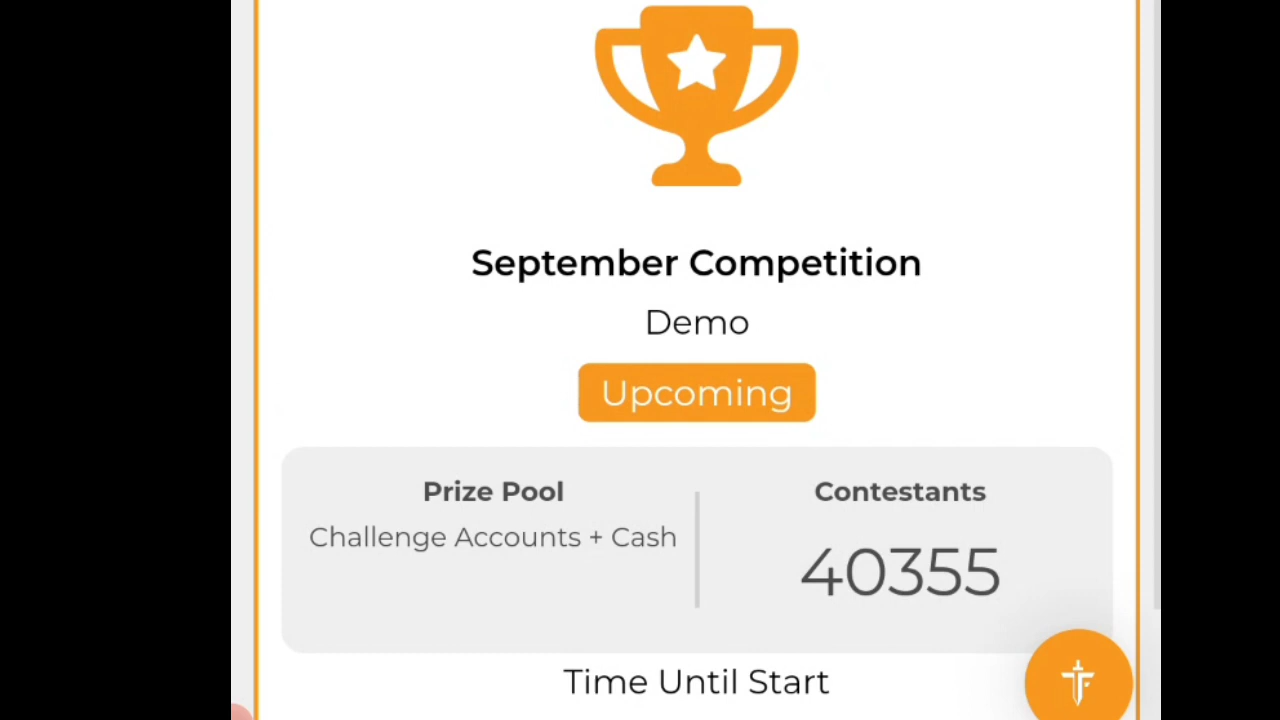 September Competition
Demo
Upcoming
Prize Pool
Contestants
Challenge Accounts + Cash
40355
Time Until Start